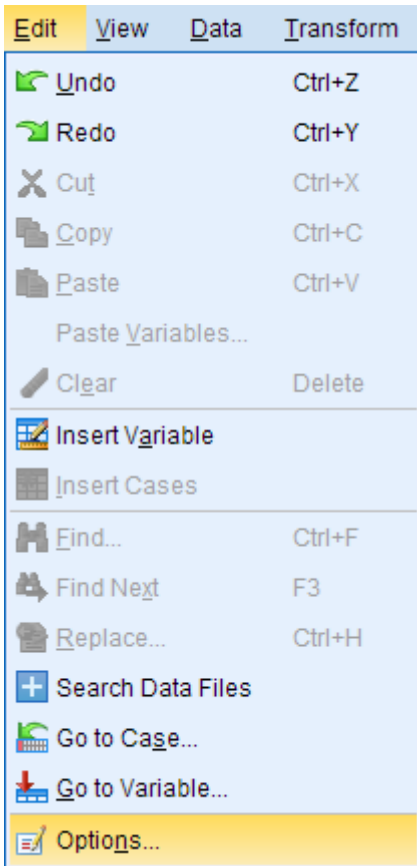 Edit View Data Transform
Undo Ctrl+Z
Redo Ctrl+Y
Cut Ctrl+X
Copy Ctrl+C
Paste Ctrl+V
Paste Variables...
Clear Delete
Insert Variable
Insert Cases
Find... Ctrl+F
Find Next F3
Replace... Ctrl+H
Search Data Files
Go to Case...
Go to Variable...
Options...